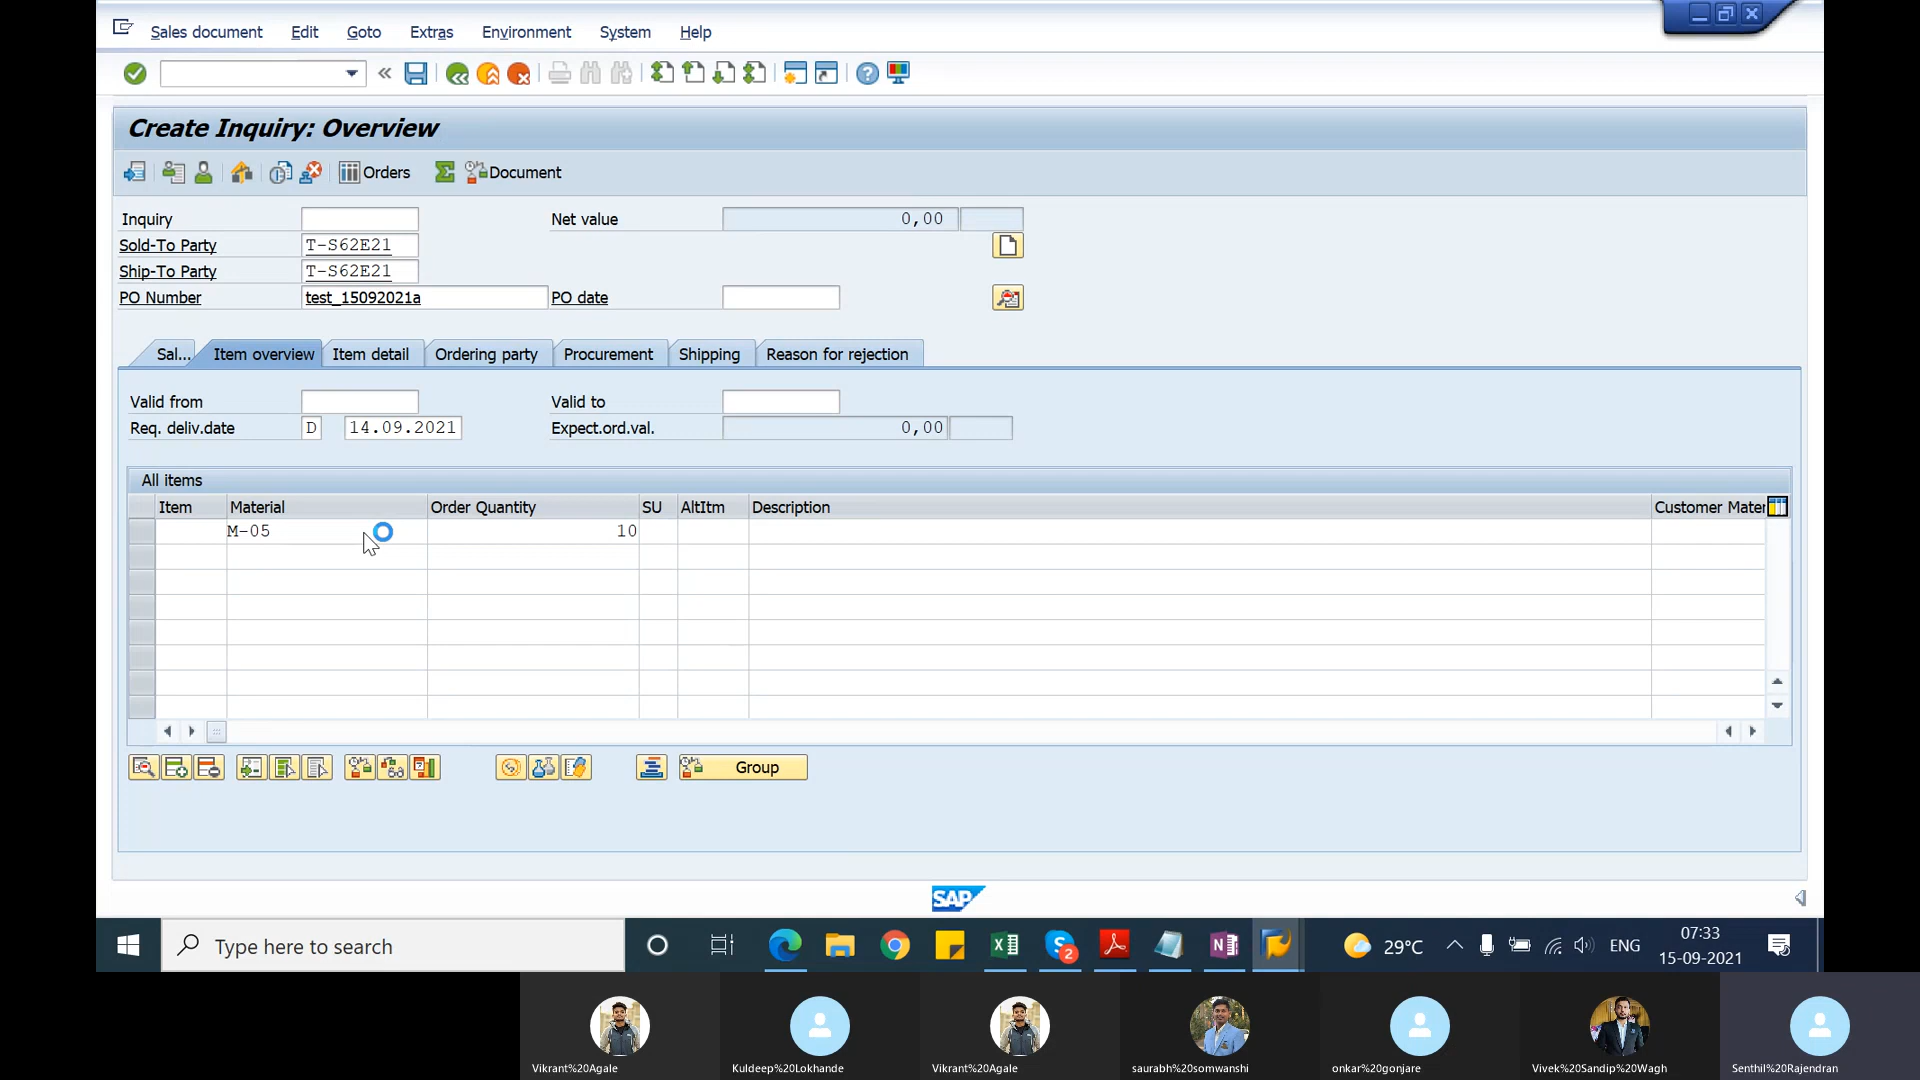 Sales document Edit Goto Extras Environment System Help
Create Inquiry: Overview
Orders Document
Inquiry Net value 0,00
Sold-To Party T-S62E21
Ship-To Party T-S62E21
PO Number test_15092021a PO date
Sal... Item overview Item detail Ordering party Procurement Shipping Reason for rejection
Valid from Valid to
Req. deliv.date D 14.09.2021 Expect.ord.val. 0,00
All items
Item Material Order Quantity SU AltItm Description Customer Mater
M-05 10
Group
SAP
Type here to search 2 29°C ENG 07:33
15-09-2021
Vikrant%20Agale Kuldeep%20Lokhande Vikrant%20Agale saurabh%20somwanshi onkar%20gonjare Vivek%20Sandip%20Wagh Senthil%20Rajendran